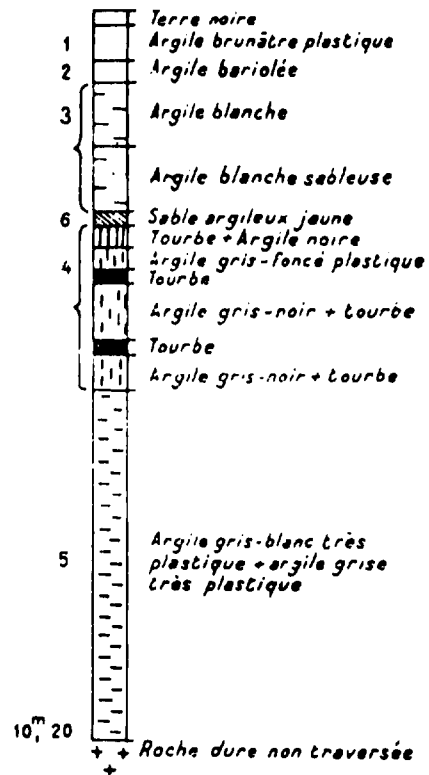 Terre noire
1 Argile brunâtre plastique
2 Argile bariolée
3 Argile blanche
Argile blanche sableuse
6 Sable argileux jaune
Tourbe + Argile noire
4 Argile gris-foncé plastique
Tourbe
Argile gris-noir + tourbe
Tourbe
Argile gris-noir + tourbe
5 Argile gris-blanc très
plastique + argile grise
très plastique
10,m 20
Roche dure non traversée